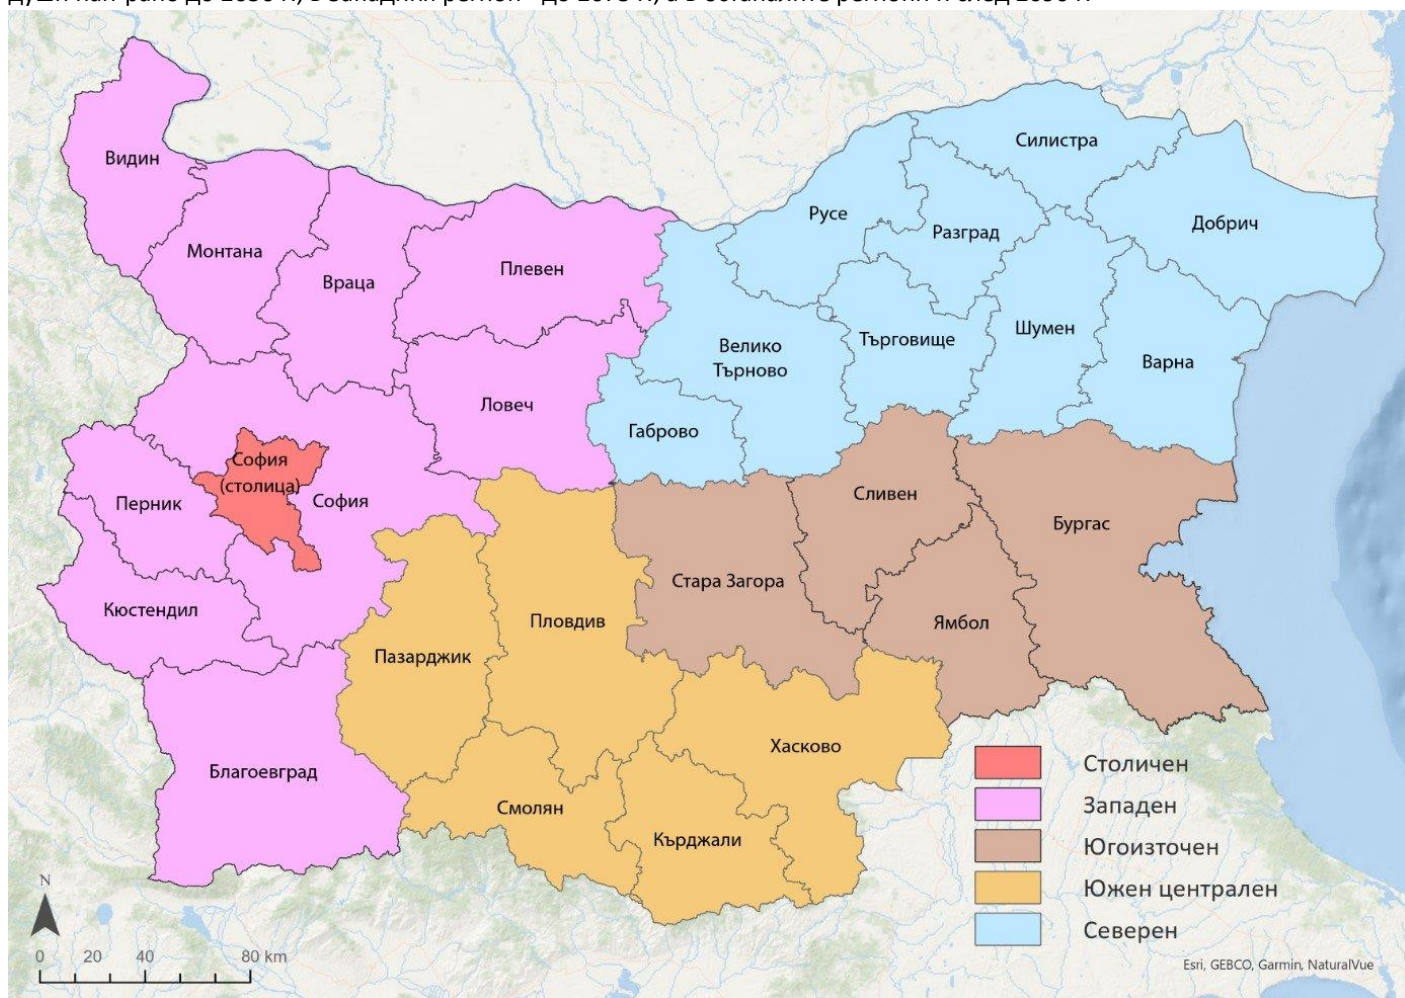 Силистра
Видин
Русе
Добрич
Разград
Монтана
Плевен
Враца
Шумен
Търговище
Велико
Търново
Варна
Ловеч
Габрово
София
(столица)
Сливен
София
Перник
Бургас
Стара Загора
Кюстендил
Пловдив
Ямбол
Пазарджик
Хасково
Благоевград
Столичен
Смолян
Западен
Кърджали
Югоизточен
Южен централен
N
Северен
0 20 40 80 km
Esri, GEBCO, Garmin, NaturalVue